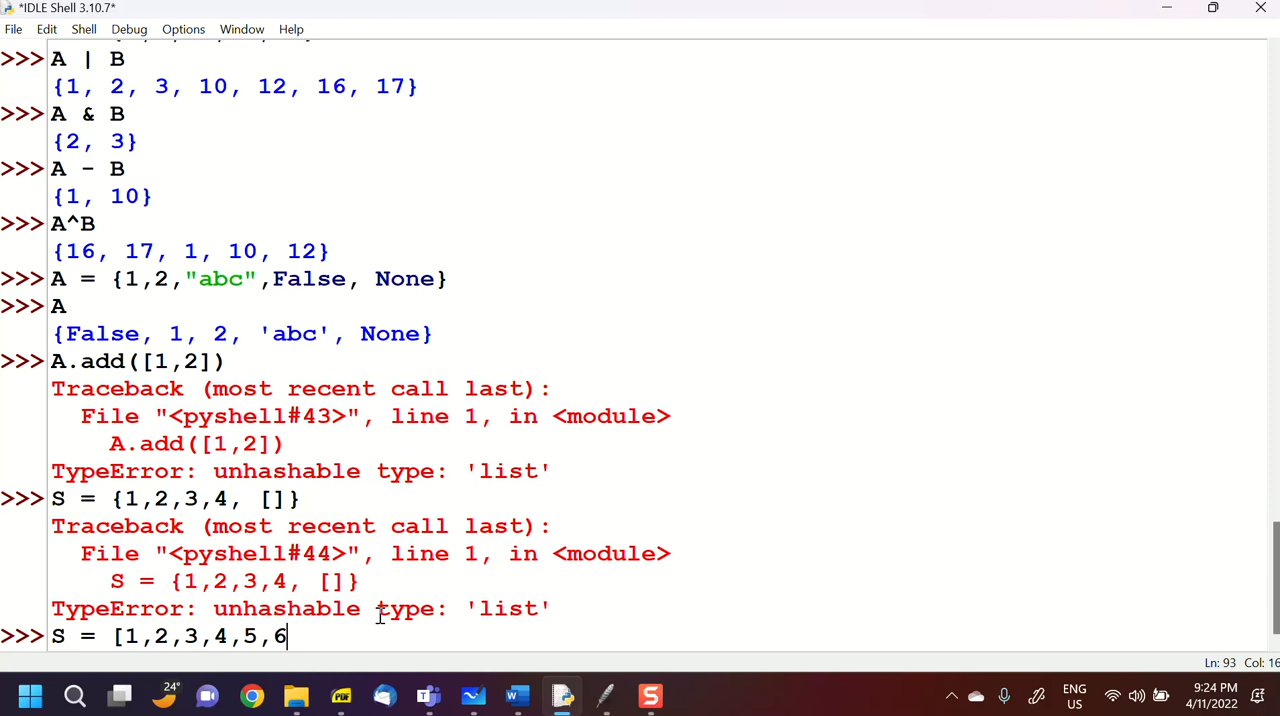 *IDLE Shell 3.10.7*
File Edit Shell Debug Options Window Help
>>> A | B
{1, 2, 3, 10, 12, 16, 17}
>>> A & B
{2, 3}
>>> A - B
{1, 10}
>>> A^B
{16, 17, 1, 10, 12}
>>> A = {1,2,"abc",False, None}
>>> A
{False, 1, 2, 'abc', None}
>>> A.add([1,2])
Traceback (most recent call last):
File "<pyshell#43>", line 1, in <module>
A.add([1,2])
TypeError: unhashable type: 'list'
>>> S = {1,2,3,4, []}
Traceback (most recent call last):
File "<pyshell#44>", line 1, in <module>
S = {1,2,3,4, []}
TypeError: unhashable type: 'list'
>>> S = [1,2,3,4,5,6
Ln: 93 Col: 16
24°
PDF
ENG
US
9:24 PM
4/11/2022